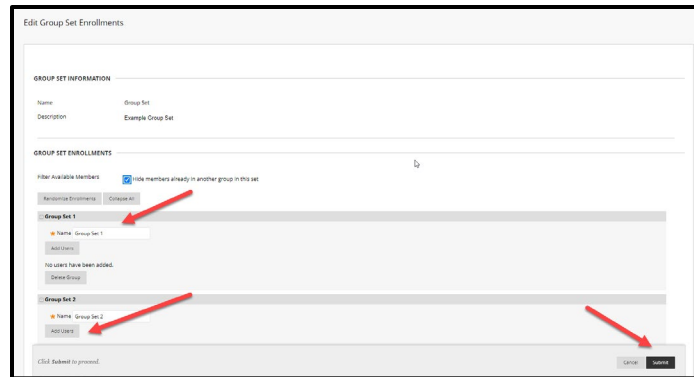 Edit Group Set Enrollments
GROUP SET INFORMATION
Name Group Set
Description Example Group Set
GROUP SET ENROLLMENTS
Filter Available Members Hide members already in another group in this set
Randomize Enrollments Collapse All
Group Set 1
Name Group Set 1
Add Users
No users have been added.
Delete Group
Group Set 2
Name Group Set 2
Add Users
Click Submit to proceed. Cancel Submit